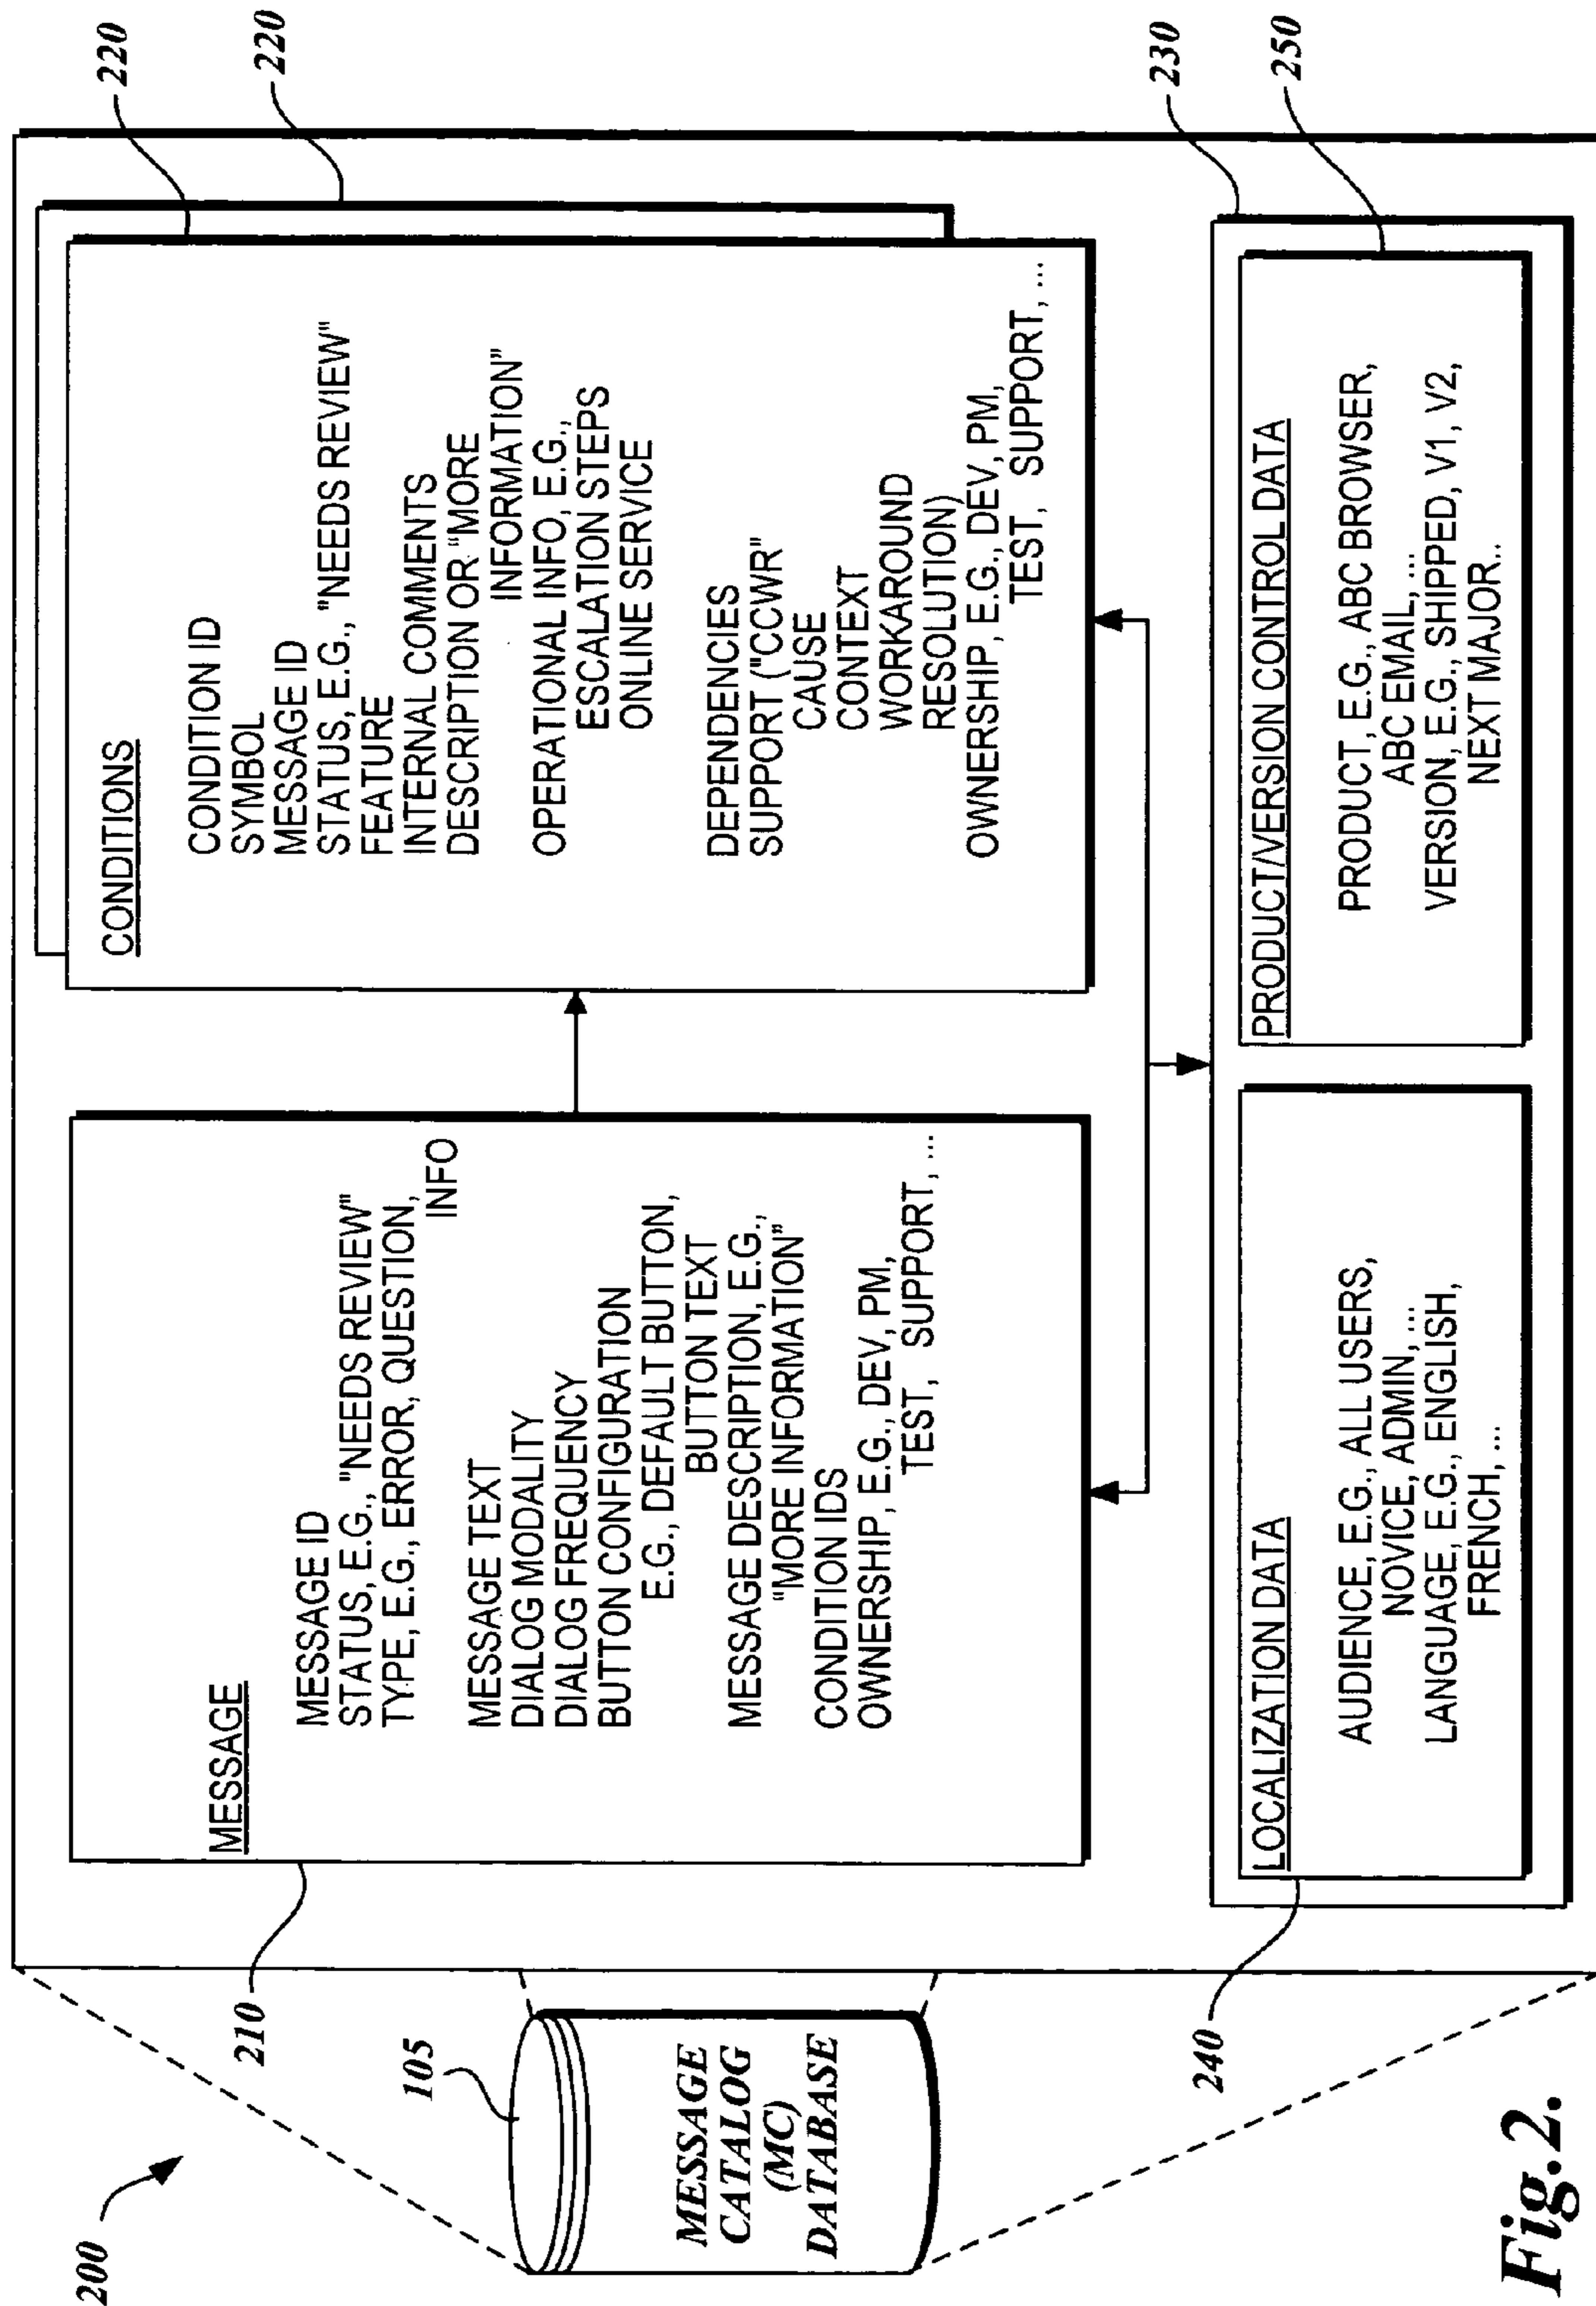 200
105
MESSAGE
CATALOG
(MC)
DATABASE
210
MESSAGE
MESSAGE ID
STATUS, E.G., "NEEDS REVIEW"
TYPE, E.G., ERROR, QUESTION,
INFO
MESSAGE TEXT
DIALOG MODALITY
DIALOG FREQUENCY
BUTTON CONFIGURATION
E.G., DEFAULT BUTTON,
BUTTON TEXT
MESSAGE DESCRIPTION, E.G.,
"MORE INFORMATION"
CONDITION IDS
OWNERSHIP, E.G., DEV, PM,
TEST, SUPPORT, ...
220
220
CONDITIONS
CONDITION ID
SYMBOL
MESSAGE ID
STATUS, E.G., "NEEDS REVIEW"
FEATURE
INTERNAL COMMENTS
DESCRIPTION OR "MORE
INFORMATION"
OPERATIONAL INFO, E.G.,
ESCALATION STEPS
ONLINE SERVICE
DEPENDENCIES
SUPPORT ("CCWR"
CAUSE
CONTEXT
WORKAROUND
RESOLUTION)
OWNERSHIP, E.G., DEV, PM,
TEST, SUPPORT, ...
230
240
LOCALIZATION DATA
AUDIENCE, E.G., ALL USERS,
NOVICE, ADMIN, ...
LANGUAGE, E.G., ENGLISH,
FRENCH, ...
250
PRODUCT/VERSION CONTROL DATA
PRODUCT, E.G., ABC BROWSER,
ABC EMAIL, ...
VERSION, E.G., SHIPPED, V1, V2,
NEXT MAJOR..
Fig.2.